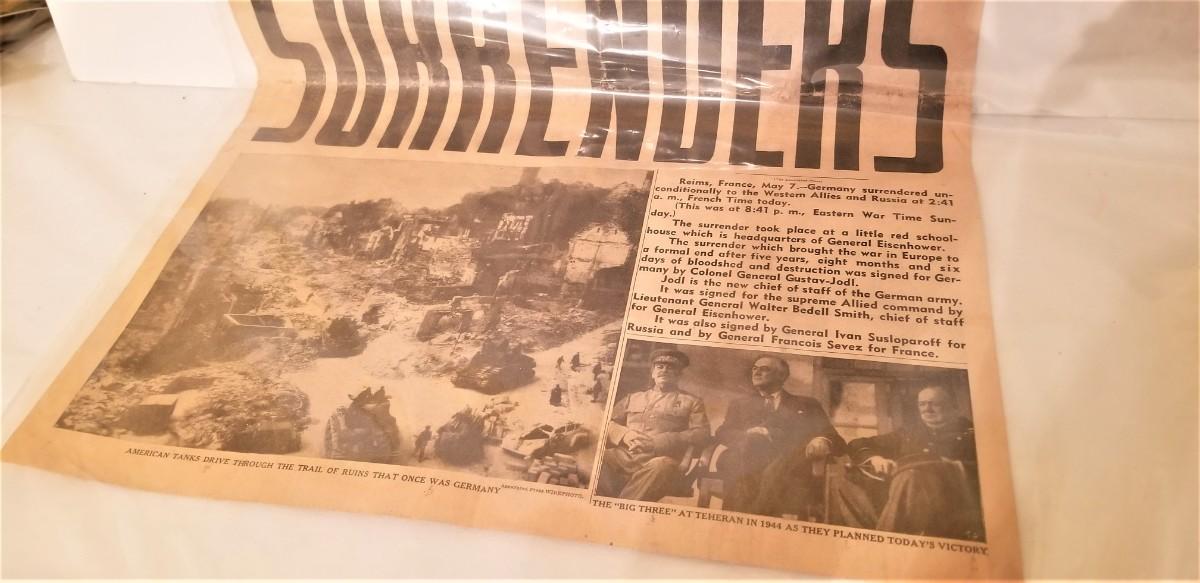 SURRENDERS
Reims, France, May 7.—Germany surrendered un-
conditionally to the Western Allies and Russia at 2:41
a. m., French Time today.
(This was at 8:41 p. m., Eastern War Time Sun-
day.)
The surrender took place at a little red school-
house which is headquarters of General Eisenhower.
The surrender which brought the war in Europe to
a formal end after five years, eight months and six
days of bloodshed and destruction was signed for Ger-
many by Colonel General Gustav-Jodl.
Jodl is the new chief of staff of the German army.
It was signed for the supreme Allied command by
Lieutenant General Walter Bedell Smith, chief of staff
for General Eisenhower.
It was also signed by General Ivan Susloparoff for
Russia and by General Francois Sevez for France.
AMERICAN TANKS DRIVE THROUGH THE TRAIL OF RUINS THAT ONCE WAS GERMANY Associated Press WIREPHOTO.
THE "BIG THREE" AT TEHERAN IN 1944 AS THEY PLANNED TODAY'S VICTORY.